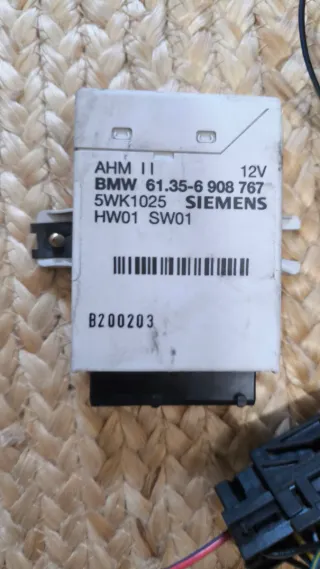 AHM II 12V
BMW 61.35-6 908 767
5WK1025 SIEMENS
HW01 SW01
B200203